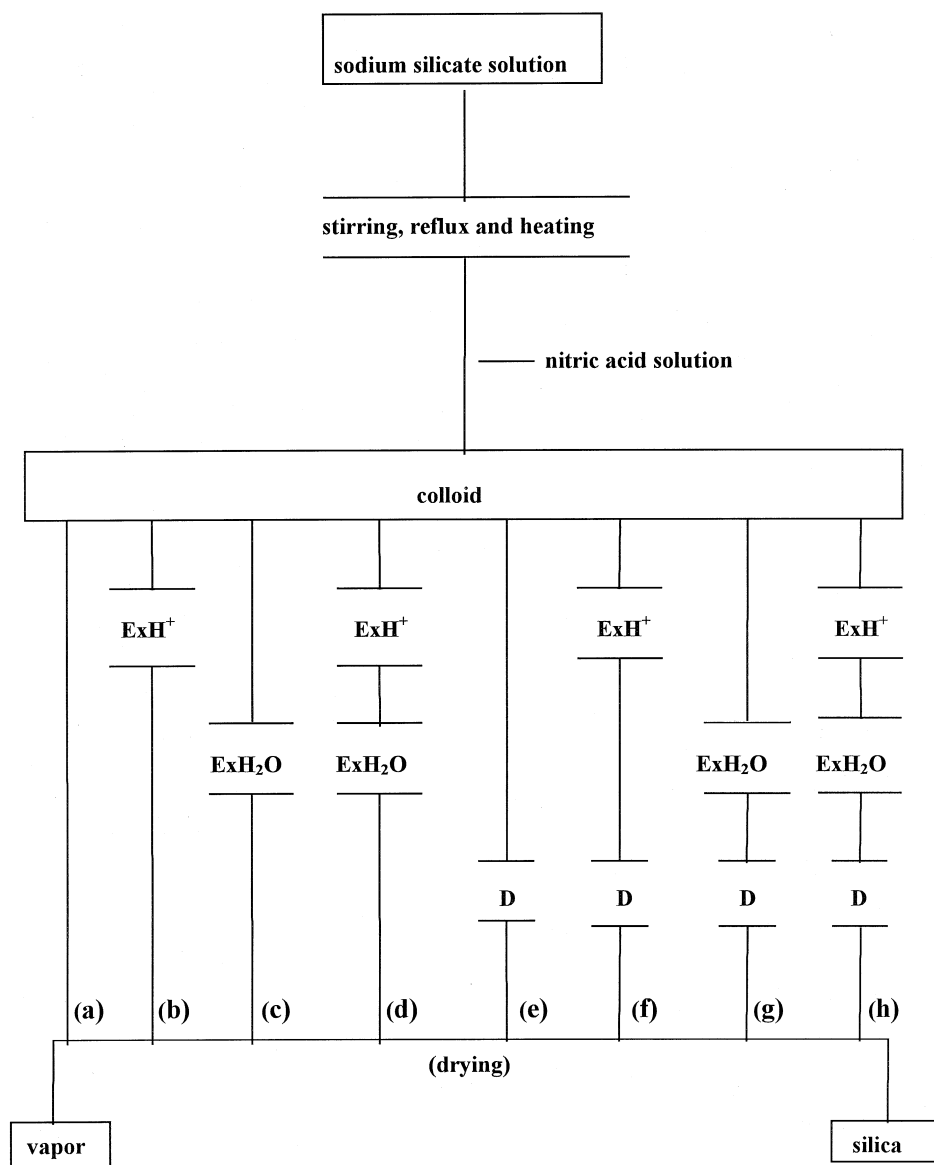 sodium silicate solution
stirring, reflux and heating
nitric acid solution
colloid
ExH⁺ ExH⁺ ExH⁺ ExH⁺
ExH₂O ExH₂O ExH₂O ExH₂O
D D D D
(a) (b) (c) (d) (e) (f) (g) (h)
(drying)
vapor silica